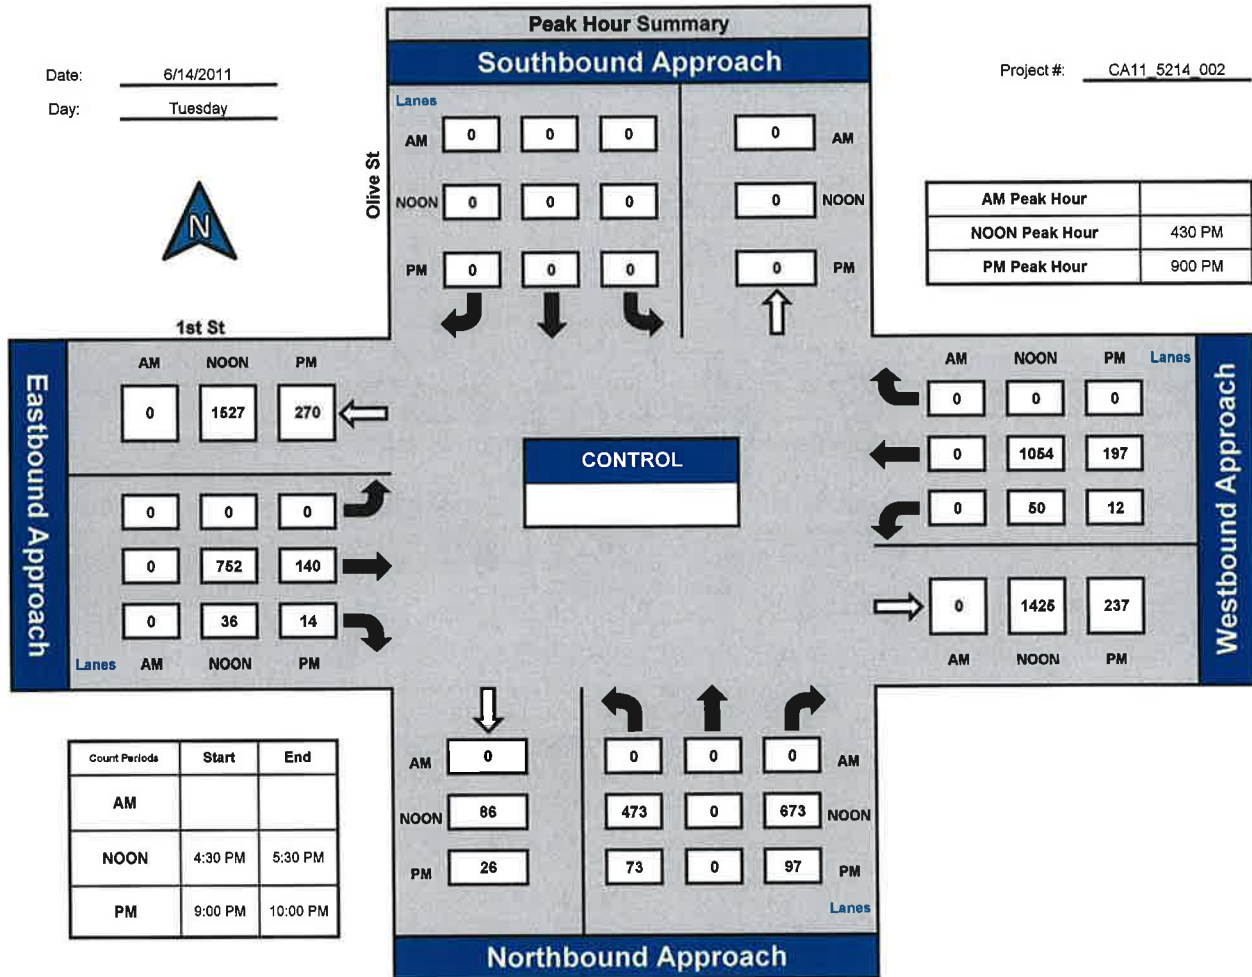 Peak Hour Summary
Southbound Approach
Date: 6/14/2011
Day: Tuesday
Project #: CA11_5214_002
N
Olive St
Lanes
AM 0 0 0 0 AM
NOON 0 0 0 0 NOON
PM 0 0 0 0 PM
AM Peak Hour
NOON Peak Hour 430 PM
PM Peak Hour 900 PM
1st St
Eastbound Approach
AM NOON PM
0 1527 270
0 0 0
0 752 140
0 36 14
Lanes AM NOON PM
CONTROL
Westbound Approach
AM NOON PM Lanes
0 0 0
0 1054 197
0 50 12
0 1425 237
AM NOON PM
Count Periods Start End
AM
NOON 4:30 PM 5:30 PM
PM 9:00 PM 10:00 PM
AM 0 0 0 0 AM
NOON 86 473 0 673 NOON
PM 26 73 0 97 PM
Lanes
Northbound Approach